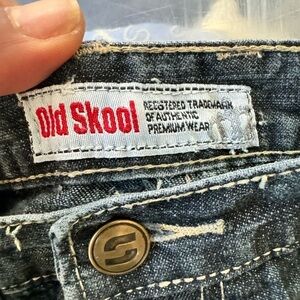 Old Skool
REGISTERED TRADEMARK
OF AUTHENTIC
PREMIUM WEAR